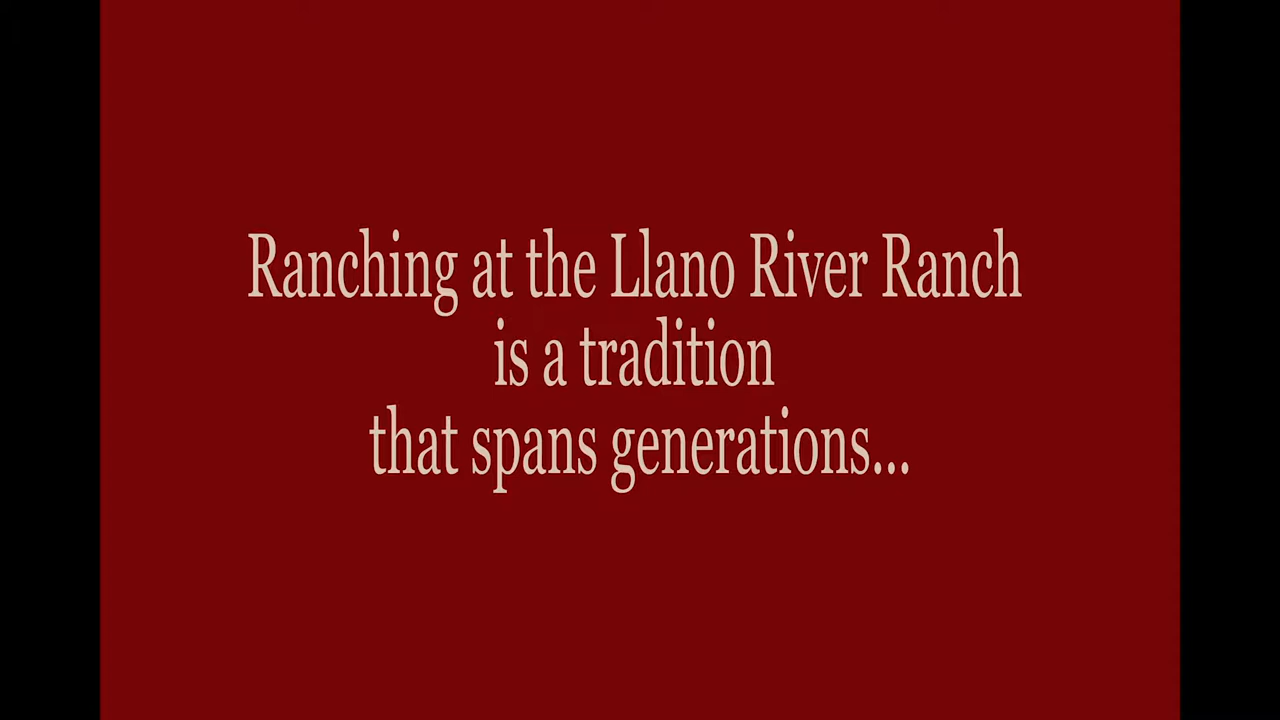 Ranching at the Llano River Ranch
is a tradition
that spans generations...